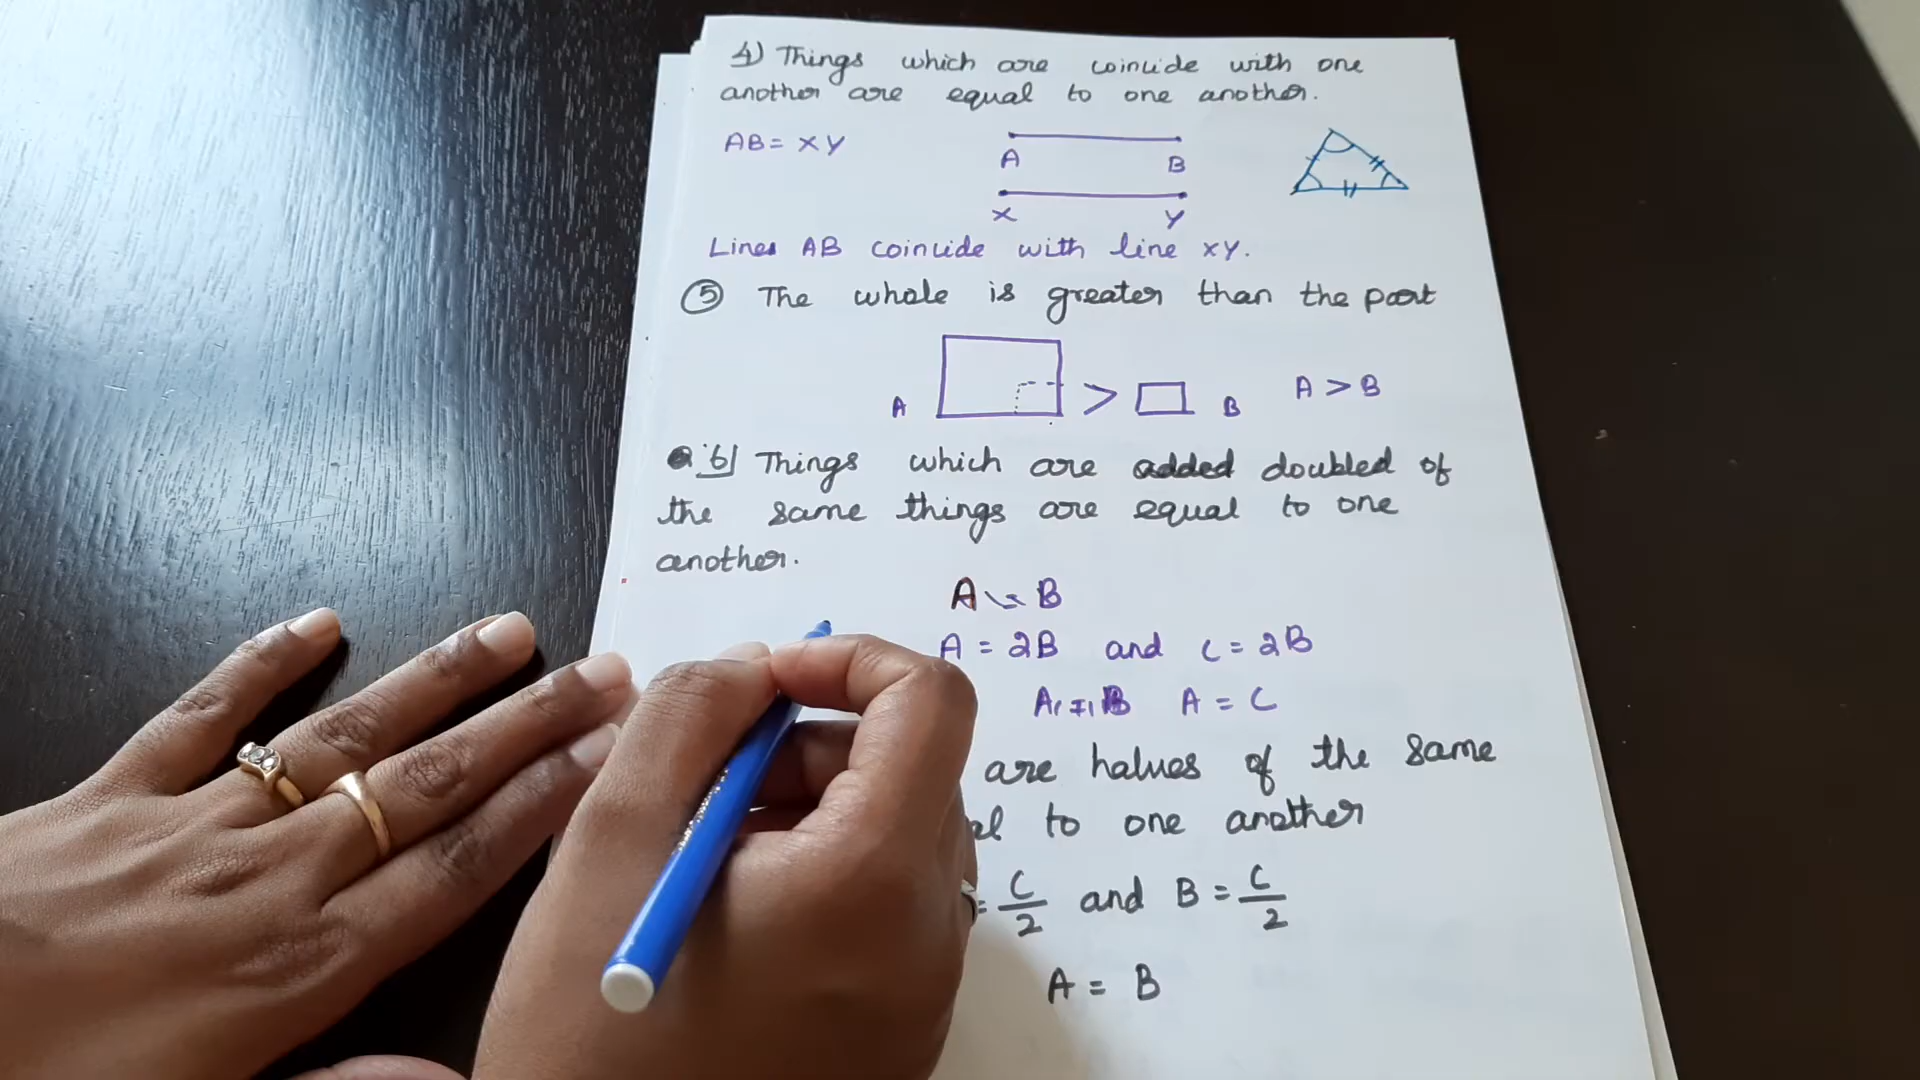 4) Things which are coincide with one
another are equal to one another.
AB = XY
A B
X Y
Lines AB coincide with line XY.
⑤ The whole is greater than the part
A > B A > B
6) Things which are added doubled of
the same things are equal to one
another.
A = B
A = 2B and C = 2B
A = C
are halves of the same
to one another
= C/2 and B = C/2
A = B